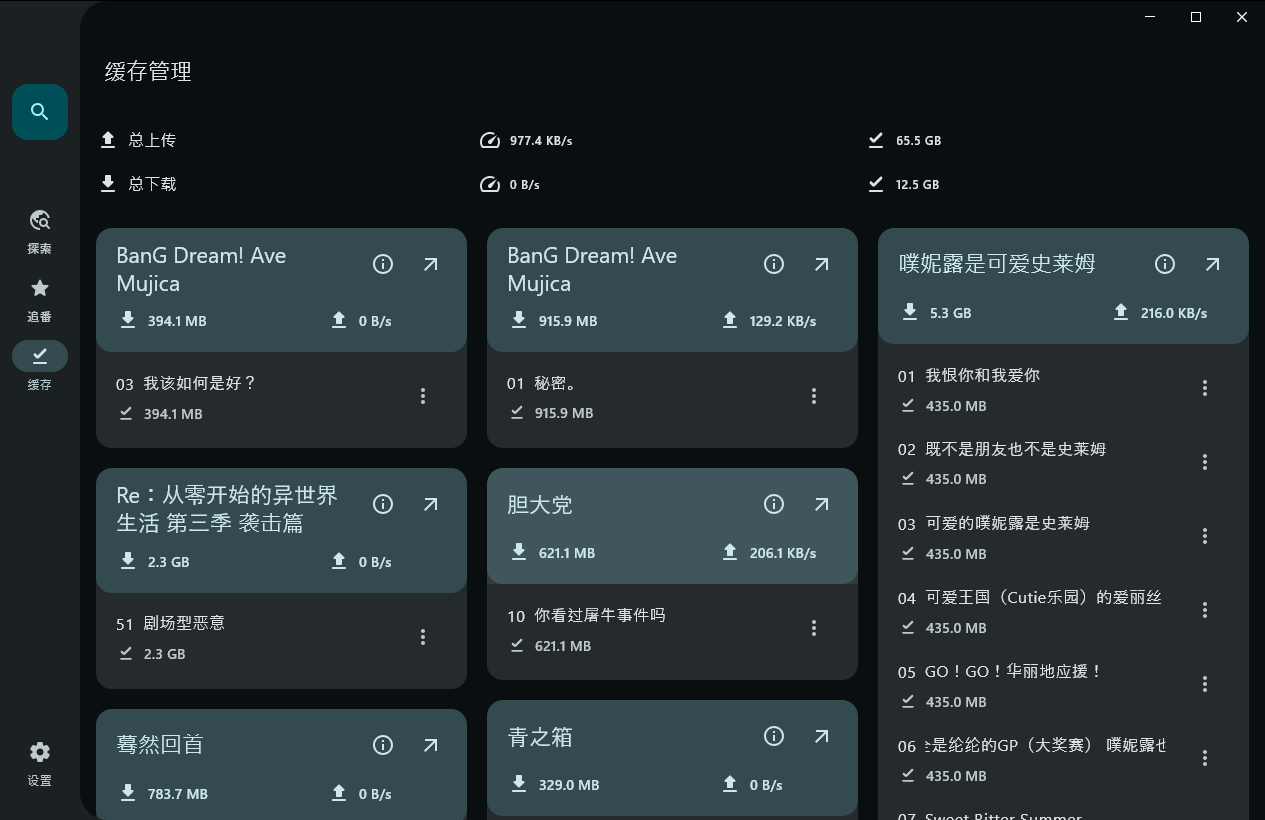 缓存管理
总上传
977.4 KB/s
65.5 GB
总下载
0 B/s
12.5 GB
探索
追番
缓存
设置
BanG Dream! Ave
Mujica
394.1 MB
0 B/s
03 我该如何是好？
394.1 MB
Re：从零开始的异世界
生活 第三季 袭击篇
2.3 GB
0 B/s
51 剧场型恶意
2.3 GB
蓦然回首
783.7 MB
0 B/s
BanG Dream! Ave
Mujica
915.9 MB
129.2 KB/s
01 秘密。
915.9 MB
胆大党
621.1 MB
206.1 KB/s
10 你看过屠牛事件吗
621.1 MB
青之箱
329.0 MB
0 B/s
噗妮露是可爱史莱姆
5.3 GB
216.0 KB/s
01 我恨你和我爱你
435.0 MB
02 既不是朋友也不是史莱姆
435.0 MB
03 可爱的噗妮露是史莱姆
435.0 MB
04 可爱王国（Cutie乐园）的爱丽丝
435.0 MB
05 GO！GO！华丽地应援！
435.0 MB
06 是纶纶的GP（大奖赛） 噗妮露也
435.0 MB
07 Sweet Bitter Summer